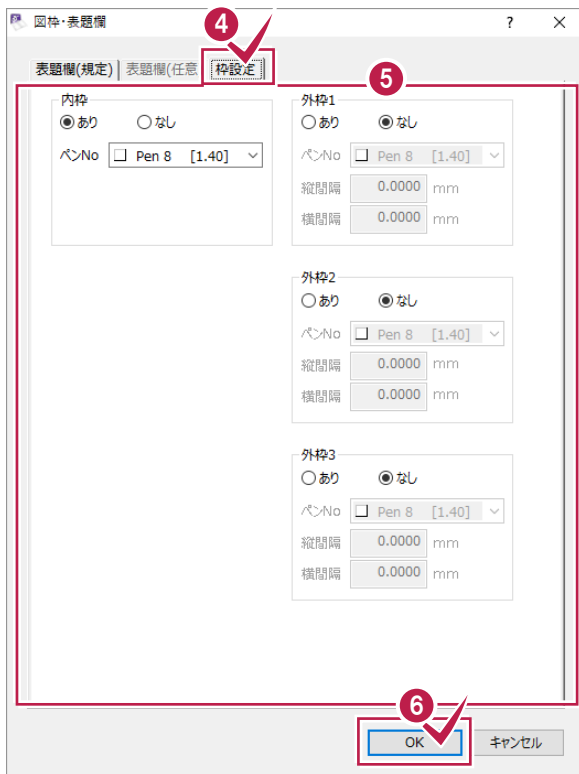 図枠・表題欄 ? ×
4
表題欄(規定) 表題欄(任意 枠設定
5
内枠
あり なし
ペンNo Pen 8 [1.40]
外枠1
あり なし
ペンNo Pen 8 [1.40]
縦間隔 0.0000 mm
横間隔 0.0000 mm
外枠2
あり なし
ペンNo Pen 8 [1.40]
縦間隔 0.0000 mm
横間隔 0.0000 mm
外枠3
あり なし
ペンNo Pen 8 [1.40]
縦間隔 0.0000 mm
横間隔 0.0000 mm
6
OK キャンセル